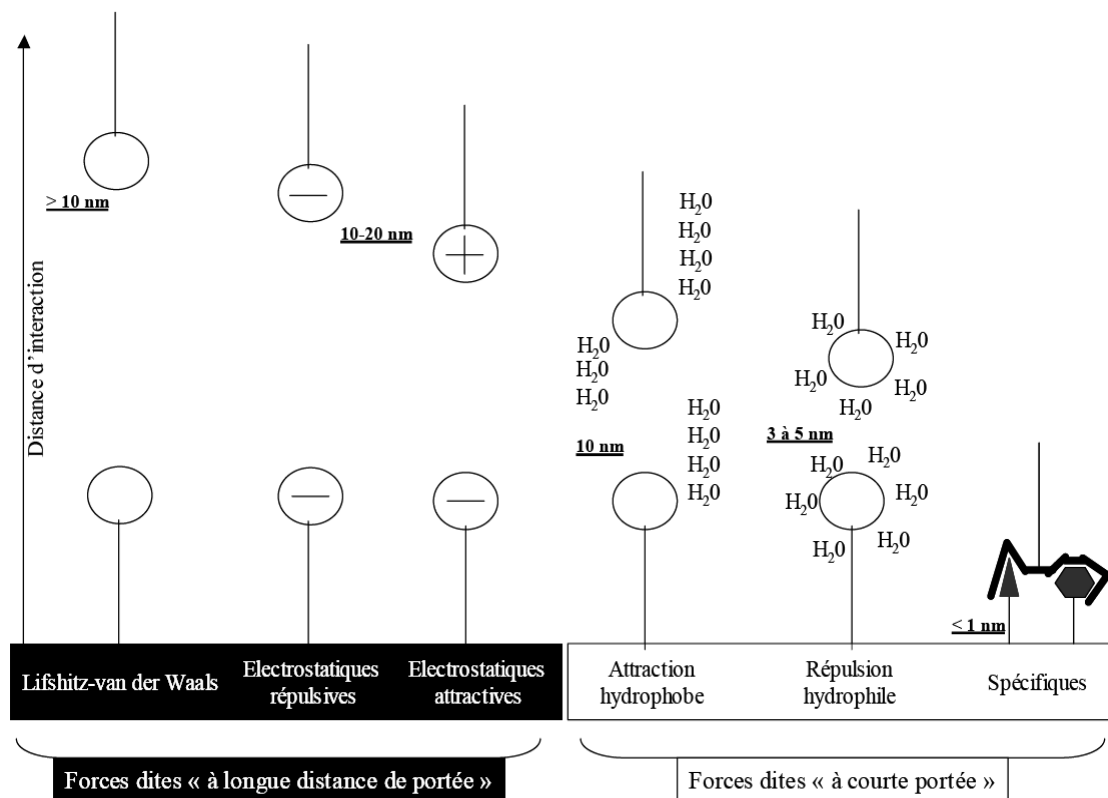 Distance d'interaction
> 10 nm
10-20 nm
H20
H20
H20
H20
H20
H20
H20
10 nm
H20
H20
H20
H20
H20
H20
H20
H20
H20
3 à 5 nm
H20
H20
H20
H20
H20
H20
< 1 nm
Lifshitz-van der Waals
Electrostatiques
répulsives
Electrostatiques
attractives
Attraction
hydrophobe
Répulsion
hydrophile
Spécifiques
Forces dites « à longue distance de portée »
Forces dites « à courte portée »